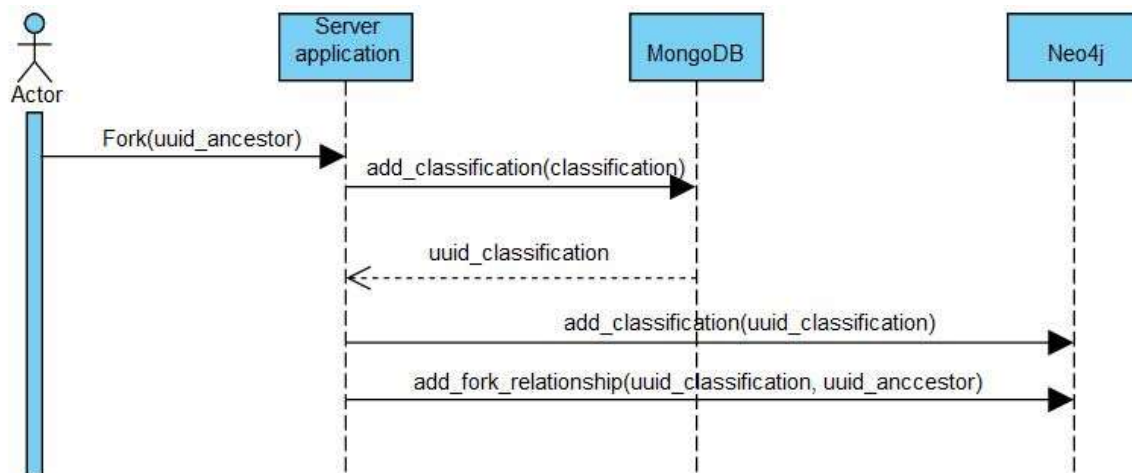 Server
application
MongoDB
Neo4j
Actor
Fork(uuid_ancestor)
add_classification(classification)
uuid_classification
add_classification(uuid_classification)
add_fork_relationship(uuid_classification, uuid_anccestor)